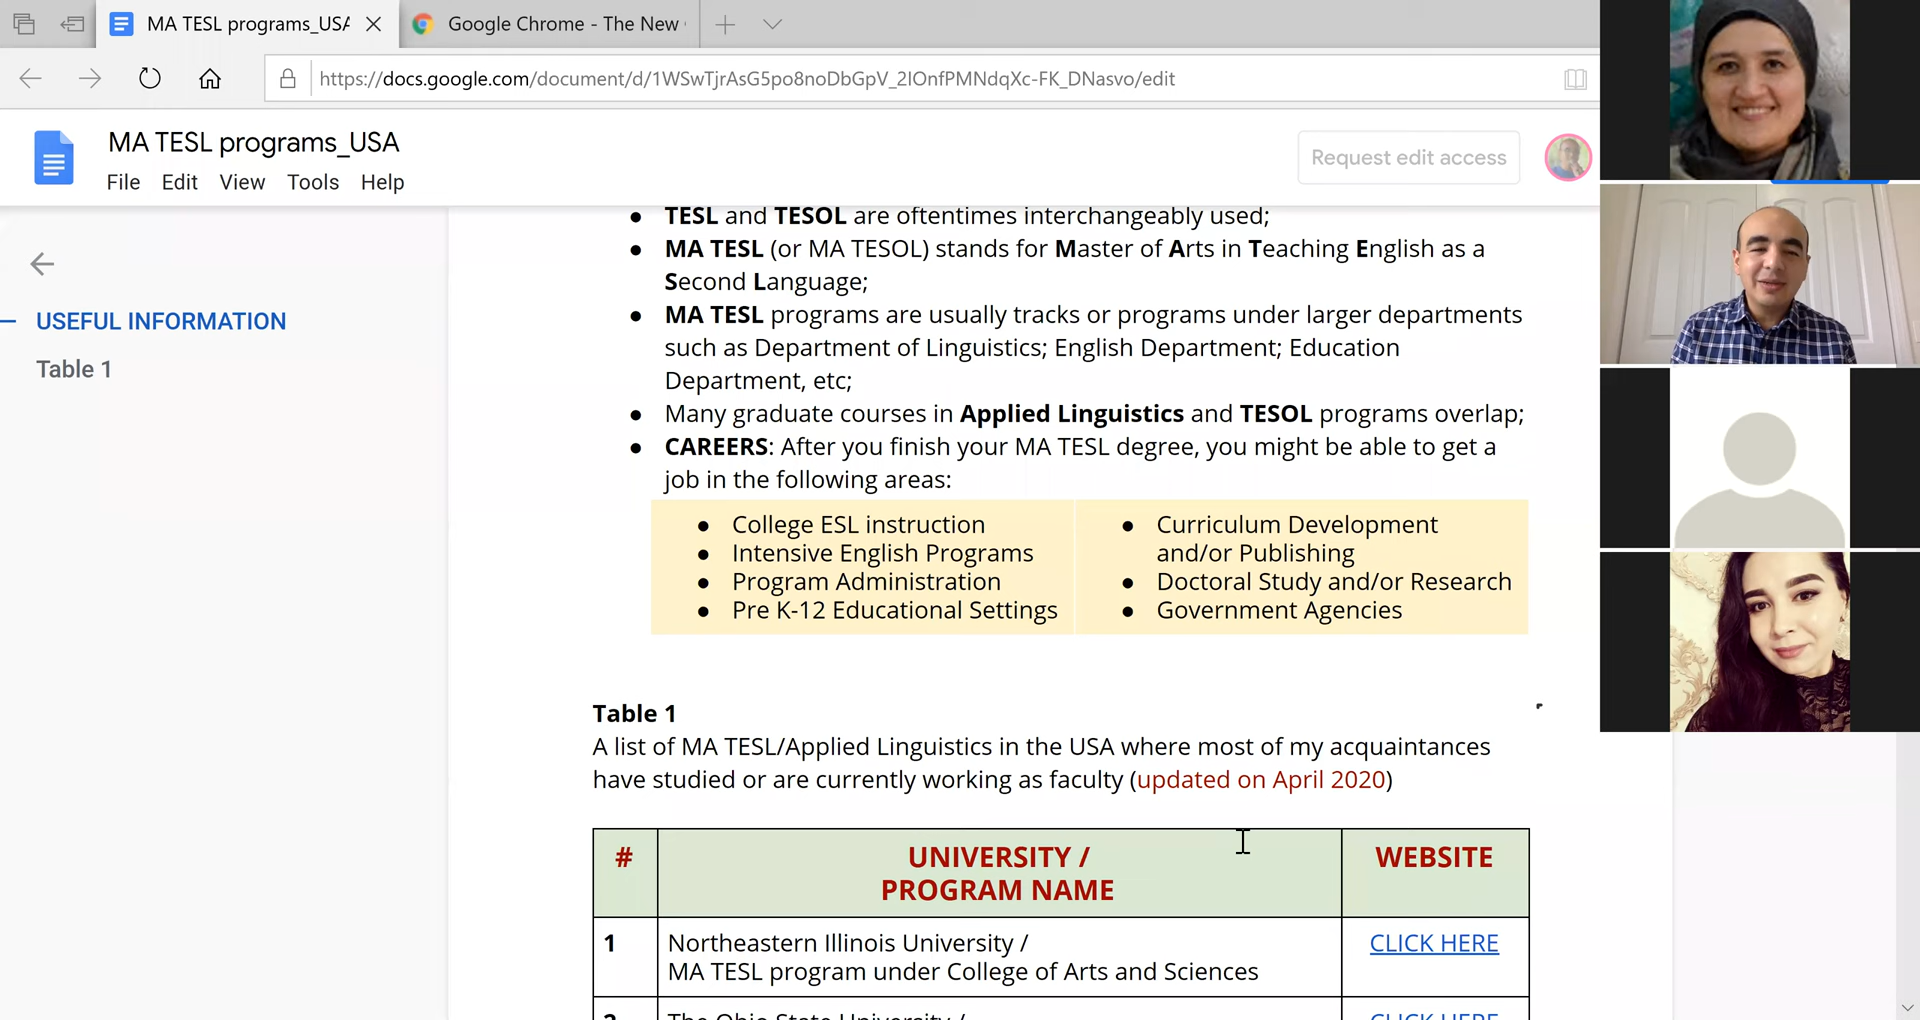 MA TESL programs_USA
Google Chrome - The New
https://docs.google.com/document/d/1WSwTjrAsG5po8noDbGpV_2IOnfPMNdqXc-FK_DNasvo/edit
MA TESL programs_USA
Request edit access
File Edit View Tools Help
USEFUL INFORMATION
Table 1
● TESL and TESOL are oftentimes interchangeably used;
● MA TESL (or MA TESOL) stands for Master of Arts in Teaching English as a
Second Language;
● MA TESL programs are usually tracks or programs under larger departments
such as Department of Linguistics; English Department; Education
Department, etc;
● Many graduate courses in Applied Linguistics and TESOL programs overlap;
● CAREERS: After you finish your MA TESL degree, you might be able to get a
job in the following areas:
● College ESL instruction
● Intensive English Programs
● Program Administration
● Pre K-12 Educational Settings
● Curriculum Development
and/or Publishing
● Doctoral Study and/or Research
● Government Agencies
Table 1
A list of MA TESL/Applied Linguistics in the USA where most of my acquaintances
have studied or are currently working as faculty (updated on April 2020)
# UNIVERSITY / WEBSITE
PROGRAM NAME
1 Northeastern Illinois University / CLICK HERE
MA TESL program under College of Arts and Sciences
2 The Ohio State University / CLICK HERE